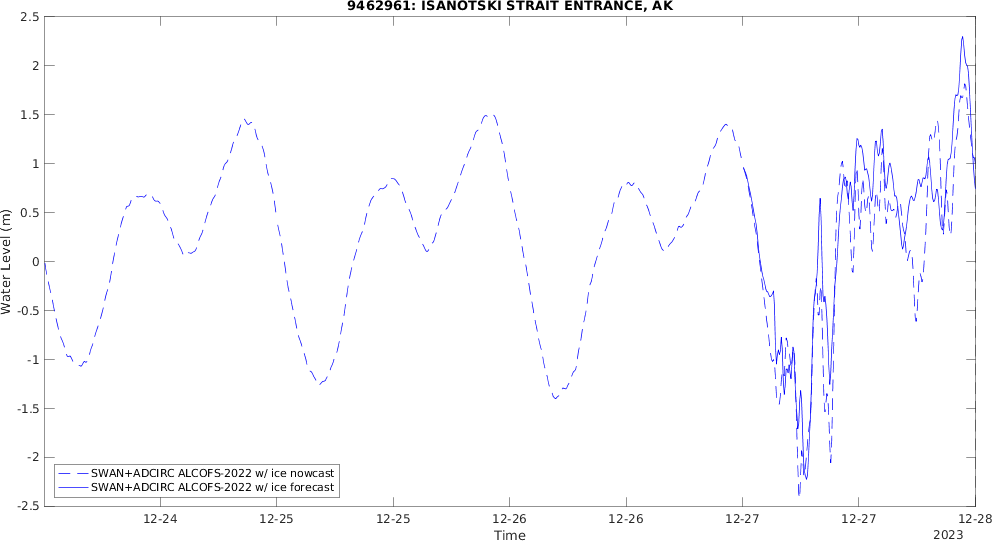 9462961: ISANOTSKI STRAIT ENTRANCE, AK
2.5
2
1.5
1
0.5
0
-0.5
-1
-1.5
-2
-2.5
Water Level (m)
SWAN+ADCIRC ALCOFS-2022 w/ ice nowcast
SWAN+ADCIRC ALCOFS-2022 w/ ice forecast
12-24 12-25 12-25 12-26 12-26 12-27 12-27 12-28
Time
2023